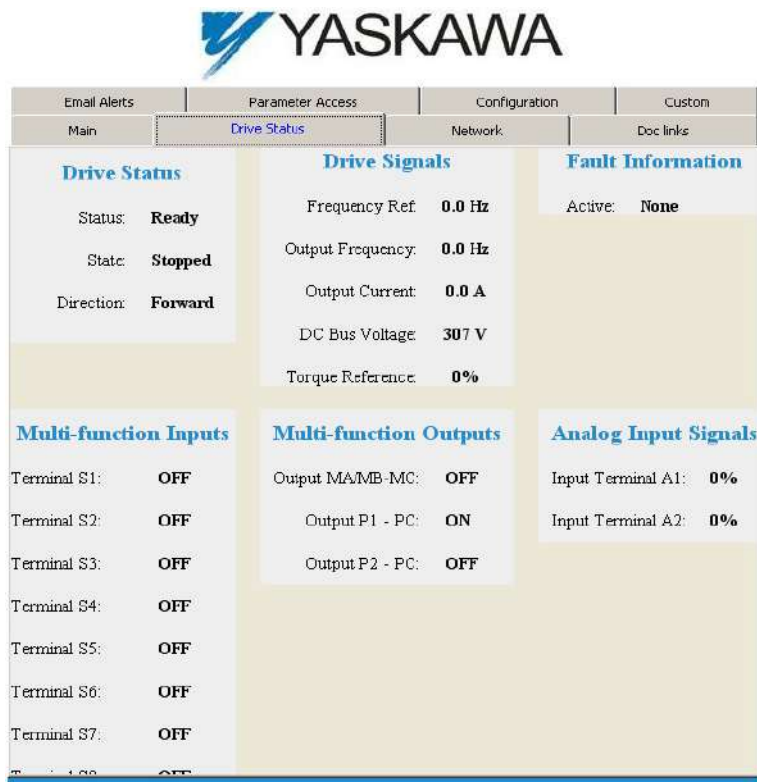 YASKAWA
Email Alerts Parameter Access Configuration Custom
Main Drive Status Network Doc links
Drive Status
Status: Ready
State: Stopped
Direction: Forward
Drive Signals
Frequency Ref: 0.0 Hz
Output Frequency: 0.0 Hz
Output Current: 0.0 A
DC Bus Voltage: 307 V
Torque Reference: 0%
Fault Information
Active: None
Multi-function Inputs
Terminal S1: OFF
Terminal S2: OFF
Terminal S3: OFF
Terminal S4: OFF
Terminal S5: OFF
Terminal S6: OFF
Terminal S7: OFF
Multi-function Outputs
Output MA/MB-MC: OFF
Output P1 - PC: ON
Output P2 - PC: OFF
Analog Input Signals
Input Terminal A1: 0%
Input Terminal A2: 0%